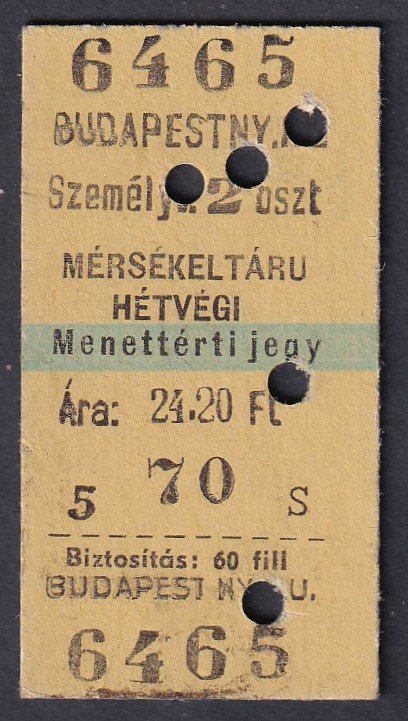 6465
BUDAPESTNY.
Személyv. 2 oszt
MÉRSÉKELTÁRU
HÉTVÉGI
Menettérti jegy
Ára: 24.20 Ft
70
5 S
Biztosítás: 60 fill
BUDAPEST NY. U.
6465